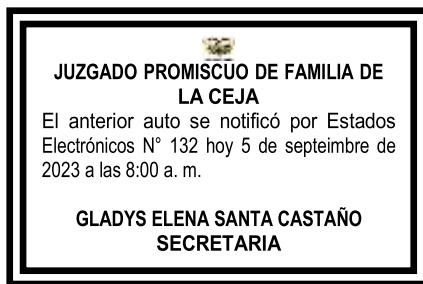 JUZGADO PROMISCUO DE FAMILIA DE
LA CEJA
El anterior auto se notificó por Estados
Electrónicos N° 132 hoy 5 de septeimbre de
2023 a las 8:00 a. m.
GLADYS ELENA SANTA CASTAÑO
SECRETARIA